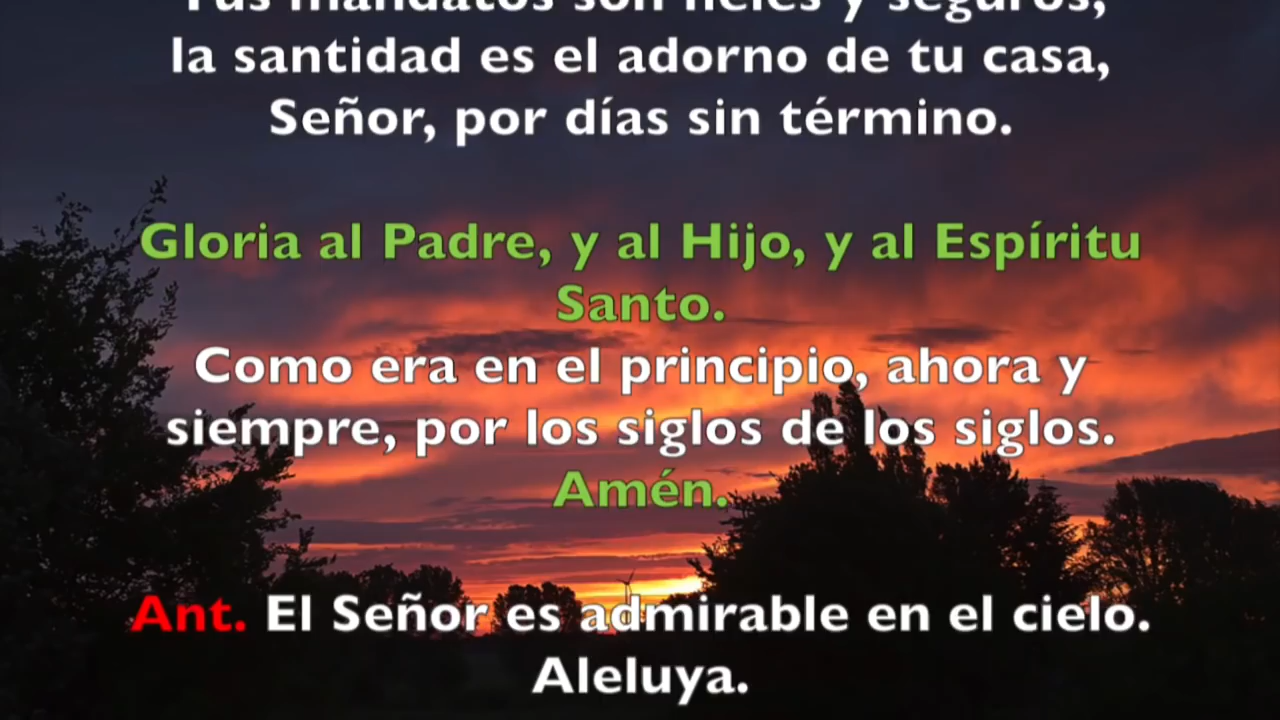 Tus mandatos son fieles y seguros,
la santidad es el adorno de tu casa,
Señor, por días sin término.
Gloria al Padre, y al Hijo, y al Espíritu
Santo.
Como era en el principio, ahora y
siempre, por los siglos de los siglos.
Amén.
Ant. El Señor es admirable en el cielo.
Aleluya.